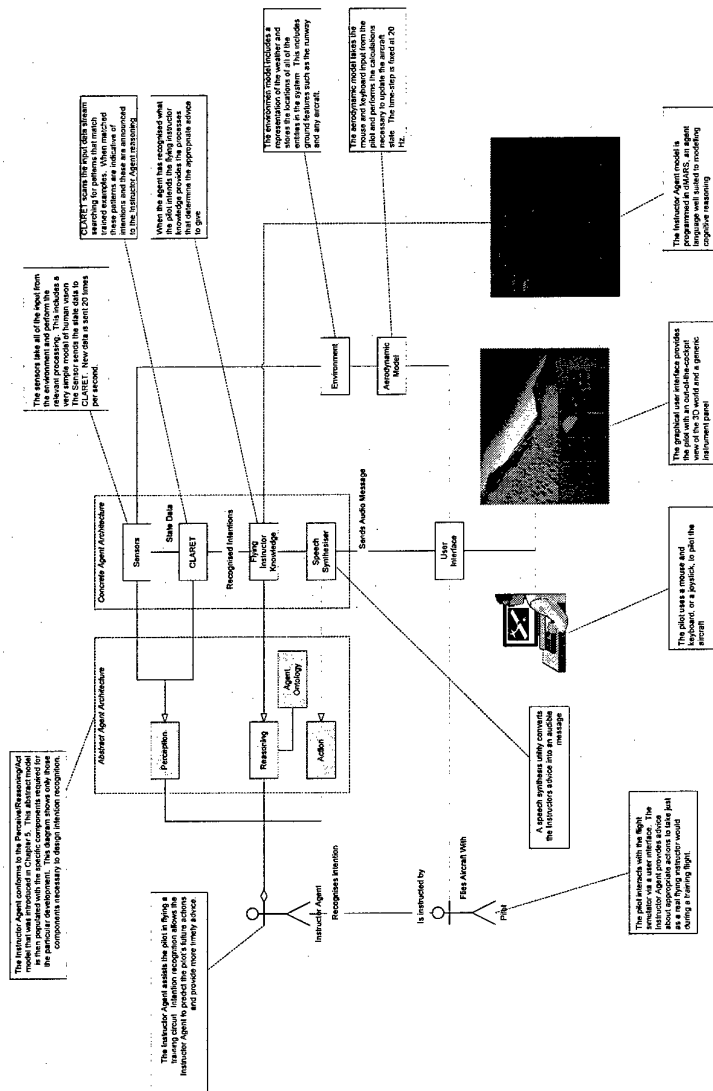 The Instructor Agent conforms to the Perceive/Reasoning/Act
model that was introduced in Chapter 5. This abstract model
is then populated with the specific components required for
the particular development. This diagram shows only those
components necessary to design intention recognition.
The sensors take all of the input from
the environment and perform the
relevant processing. This includes a
very simple model of human vision
The Sensor sends the state data to
CLARET. New data is sent 20 times
per second.
CLARET scans the input data stream
searching for patterns that match
trained examples. When matched
these patterns are indicative of
intentions and these are announced
to the Instructor Agent reasoning
When the agent has recognised what
the pilot intends the flying instructor
knowledge provides the processes
that determine the appropriate advice
to give
The environmen model includes a
representation of the weather and
stores the locations of all of the
entities in the system This includes
ground features such as the runway
and any aircraft.
The aerodynamic model takes the
mouse and keyboard input from the
pilot and performs the calculations
necessary to update the aircraft
state The time-step is fixed at 20
Hz.
The Instructor Agent assists the pilot in flying a
training circuit Intention recognition allows the
Instructor Agent to predict the pilot's future actions
and provide more timely advice.
Abstract Agent Architecture
Perception
Reasoning
Agent
Ontology
Action
Concrete Agent Architecture
Sensors
State Data
CLARET
Recognised Intentions
Flying
Instructor
Knowledge
Speech
Synthesiser
Sends Audio Message
Environment
Aerodynamic
Model
User
Interface
Instructor Agent
Recognises Intention
Is instructed by
Flies Aircraft With
Pilot
The pilot interacts with the flight
simulator via a user interface. The
Instructor Agent provides advice
about appropriate actions to take just
as a real flying instructor would
during a training flight.
A speech synthesis utility converts
the Instructors advice into an audible
message
The pilot uses a mouse and
keyboard, or a joystick, to pilot the
aircraft
The graphical user interface provides
the pilot with an out-of-the-cockpit
view of the 3D world and a generic
instrument panel
The Instructor Agent model is
programmed in dMARS, an agent
language well suited to modelling
cognitive reasoning